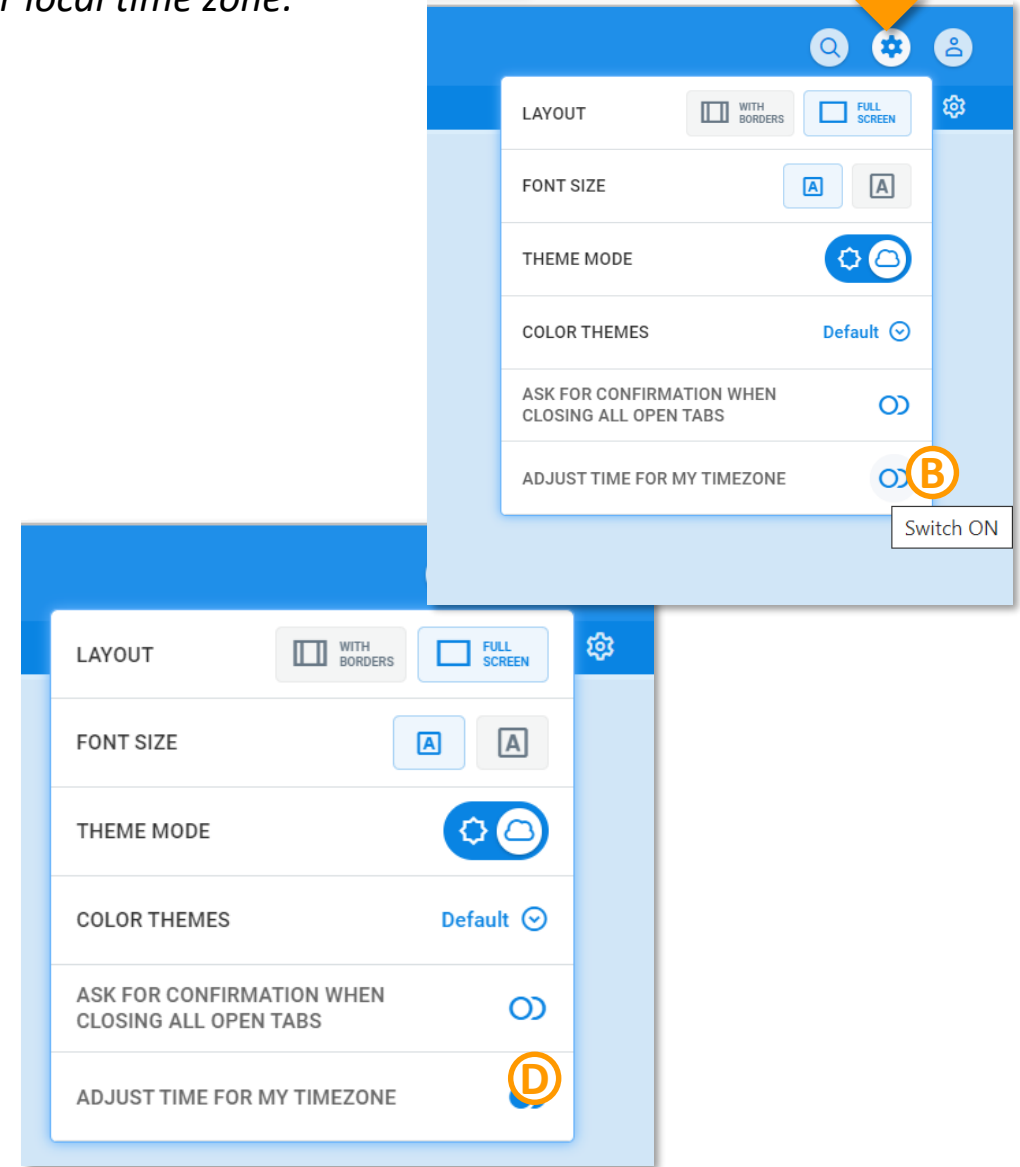 r local time zone.
LAYOUT
WITH
BORDERS
FULL
SCREEN
FONT SIZE
A
A
THEME MODE
COLOR THEMES
Default
ASK FOR CONFIRMATION WHEN
CLOSING ALL OPEN TABS
ADJUST TIME FOR MY TIMEZONE
B
Switch ON
LAYOUT
WITH
BORDERS
FULL
SCREEN
FONT SIZE
A
A
THEME MODE
COLOR THEMES
Default
ASK FOR CONFIRMATION WHEN
CLOSING ALL OPEN TABS
ADJUST TIME FOR MY TIMEZONE
D